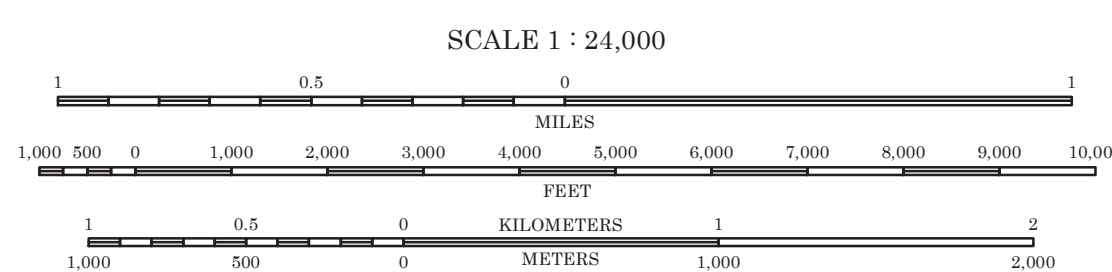 SCALE 1 : 24,000
1 0.5 0 1
MILES
1,000 500 0 1,000 2,000 3,000 4,000 5,000 6,000 7,000 8,000 9,000 10,00
FEET
1 0.5 0 KILOMETERS 1 2
1,000 500 0 METERS 1,000 2,000